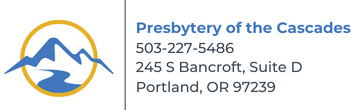 Presbytery of the Cascades
503-227-5486
245 S Bancroft, Suite D
Portland, OR 97239